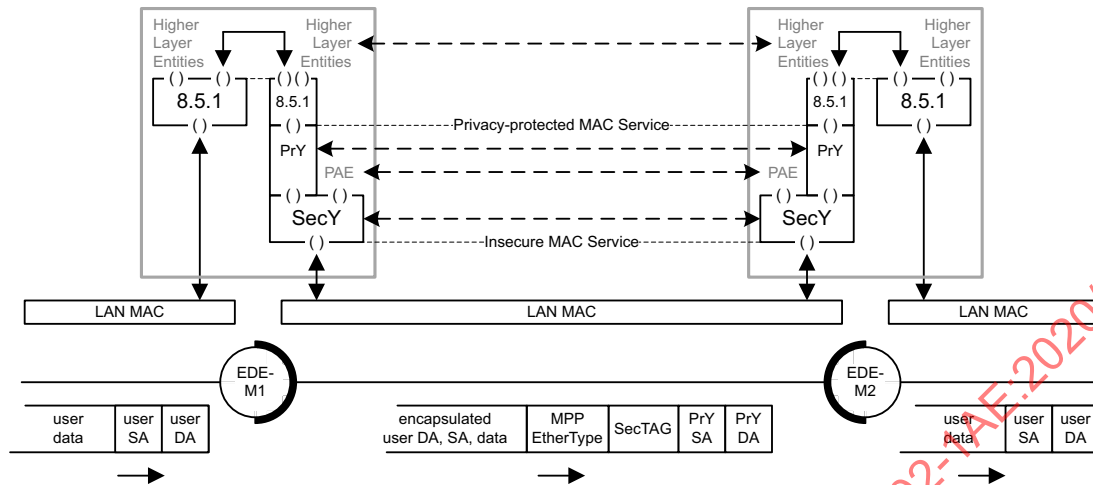 Higher Layer Entities
Higher Layer Entities
Higher Layer Entities
Higher Layer Entities
( ) ( )
( )( )
( )( )
( ) ( )
8.5.1
8.5.1
8.5.1
8.5.1
( )
( )
Privacy-protected MAC Service
( )
( )
PrY
PrY
PAE
PAE
( ) ( )
( ) ( )
SecY
SecY
( )
Insecure MAC Service
( )
LAN MAC
LAN MAC
LAN MAC
EDE-M1
EDE-M2
user data
user SA
user DA
encapsulated user DA, SA, data
MPP EtherType
SecTAG
PrY SA
PrY DA
user data
user SA
user DA
02-1AE:2020/